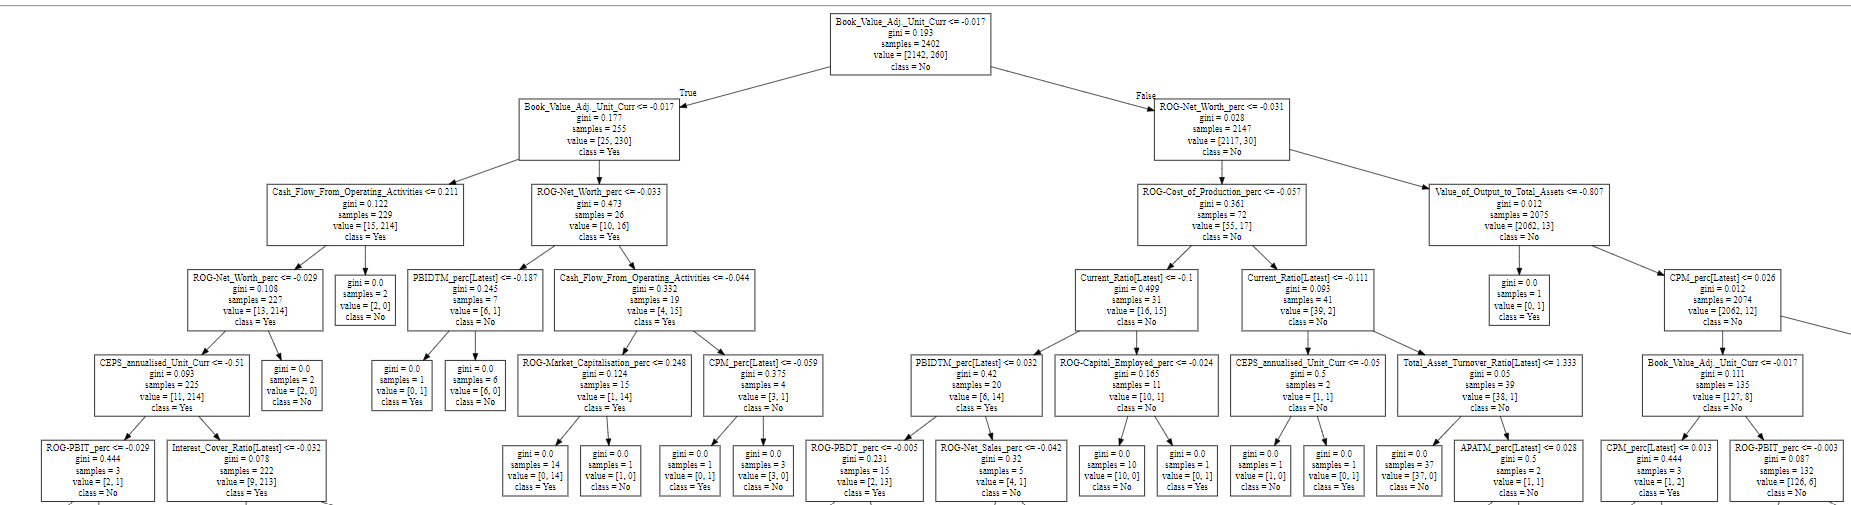 Book_Value_Adj._Unit_Curr <= -0.017
gini = 0.193
samples = 2402
value = [2142, 260]
class = No
True
False
Book_Value_Adj._Unit_Curr <= -0.017
gini = 0.177
samples = 255
value = [25, 230]
class = Yes
ROG-Net_Worth_perc <= -0.031
gini = 0.028
samples = 2147
value = [2117, 30]
class = No
Cash_Flow_From_Operating_Activities <= 0.211
gini = 0.122
samples = 229
value = [15, 214]
class = Yes
ROG-Net_Worth_perc <= -0.033
gini = 0.473
samples = 26
value = [10, 16]
class = Yes
ROG-Cost_of_Production_perc <= -0.057
gini = 0.361
samples = 72
value = [55, 17]
class = No
Value_of_Output_to_Total_Assets <= -0.807
gini = 0.012
samples = 2075
value = [2062, 13]
class = No
ROG-Net_Worth_perc <= -0.029
gini = 0.108
samples = 227
value = [13, 214]
class = Yes
gini = 0.0
samples = 2
value = [2, 0]
class = No
PBIDTM_perc[Latest] <= -0.187
gini = 0.245
samples = 7
value = [6, 1]
class = No
Cash_Flow_From_Operating_Activities <= -0.044
gini = 0.332
samples = 19
value = [4, 15]
class = Yes
Current_Ratio[Latest] <= -0.1
gini = 0.499
samples = 31
value = [16, 15]
class = No
Current_Ratio[Latest] <= -0.111
gini = 0.093
samples = 41
value = [39, 2]
class = No
gini = 0.0
samples = 1
value = [0, 1]
class = Yes
CPM_perc[Latest] <= 0.026
gini = 0.012
samples = 2074
value = [2062, 12]
class = No
CEPS_annualised_Unit_Curr <= -0.51
gini = 0.093
samples = 225
value = [11, 214]
class = Yes
gini = 0.0
samples = 2
value = [2, 0]
class = No
gini = 0.0
samples = 1
value = [0, 1]
class = Yes
gini = 0.0
samples = 6
value = [6, 0]
class = No
ROG-Market_Capitalisation_perc <= 0.248
gini = 0.124
samples = 15
value = [1, 14]
class = Yes
CPM_perc[Latest] <= -0.059
gini = 0.375
samples = 4
value = [3, 1]
class = No
PBIDTM_perc[Latest] <= 0.032
gini = 0.42
samples = 20
value = [6, 14]
class = Yes
ROG-Capital_Employed_perc <= -0.024
gini = 0.165
samples = 11
value = [10, 1]
class = No
CEPS_annualised_Unit_Curr <= -0.05
gini = 0.5
samples = 2
value = [1, 1]
class = No
Total_Asset_Turnover_Ratio[Latest] <= 1.333
gini = 0.05
samples = 39
value = [38, 1]
class = No
Book_Value_Adj._Unit_Curr <= -0.017
gini = 0.111
samples = 135
value = [127, 8]
class = No
ROG-PBIT_perc <= -0.029
gini = 0.444
samples = 3
value = [2, 1]
class = No
Interest_Cover_Ratio[Latest] <= -0.032
gini = 0.078
samples = 222
value = [9, 213]
class = Yes
gini = 0.0
samples = 14
value = [0, 14]
class = Yes
gini = 0.0
samples = 1
value = [1, 0]
class = No
gini = 0.0
samples = 1
value = [0, 1]
class = Yes
gini = 0.0
samples = 3
value = [3, 0]
class = No
ROG-PBDT_perc <= -0.005
gini = 0.231
samples = 15
value = [2, 13]
class = Yes
ROG-Net_Sales_perc <= -0.042
gini = 0.32
samples = 5
value = [4, 1]
class = No
gini = 0.0
samples = 10
value = [10, 0]
class = No
gini = 0.0
samples = 1
value = [0, 1]
class = Yes
gini = 0.0
samples = 1
value = [1, 0]
class = No
gini = 0.0
samples = 1
value = [0, 1]
class = Yes
gini = 0.0
samples = 37
value = [37, 0]
class = No
APATM_perc[Latest] <= 0.028
gini = 0.5
samples = 2
value = [1, 1]
class = No
CPM_perc[Latest] <= 0.013
gini = 0.444
samples = 3
value = [1, 2]
class = Yes
ROG-PBIT_perc <= -0.003
gini = 0.087
samples = 132
value = [126, 6]
class = No